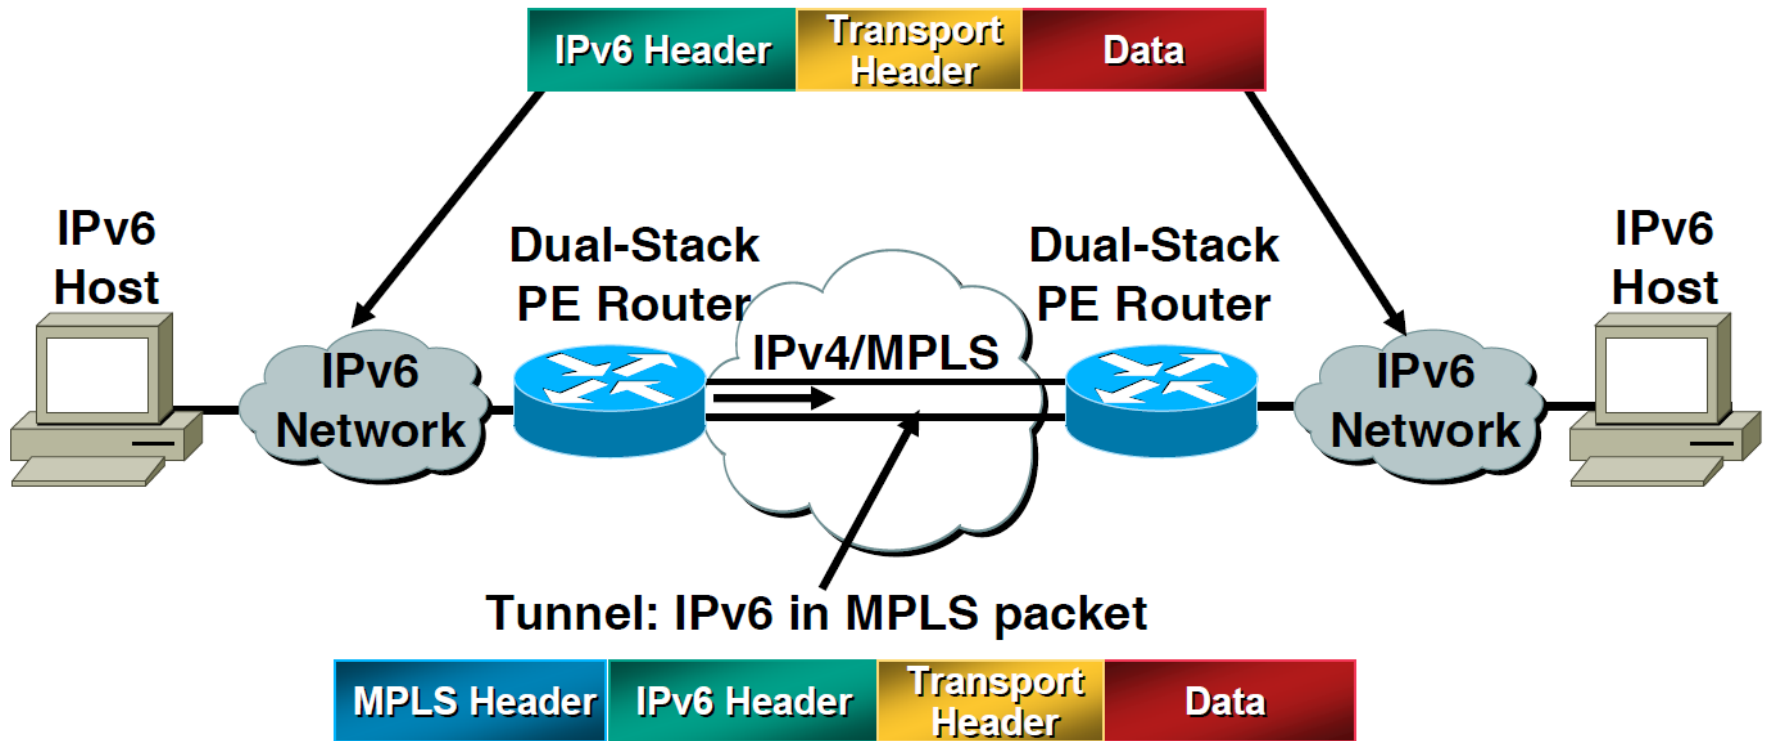 IPv6 Header
Transport
Header
Data
IPv6
Host
Dual-Stack
PE Router
Dual-Stack
PE Router
IPv6
Host
IPv6
Network
IPv4/MPLS
IPv6
Network
Tunnel: IPv6 in MPLS packet
MPLS Header
IPv6 Header
Transport
Header
Data